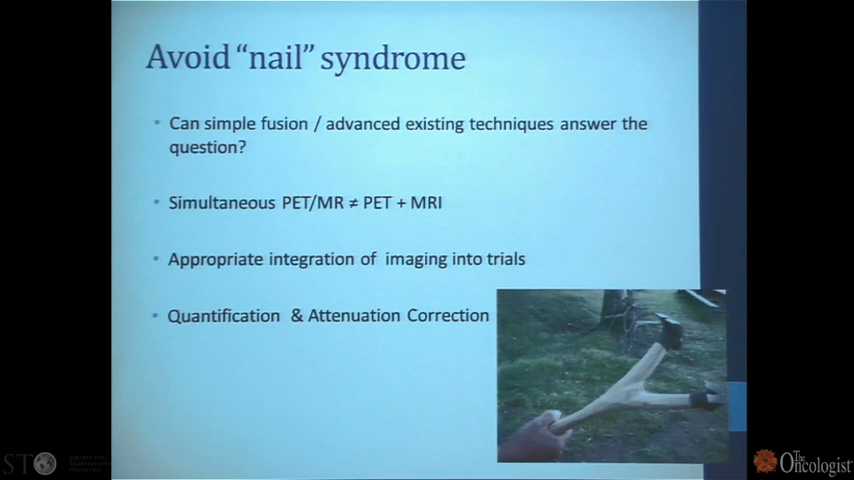 Avoid “nail” syndrome
Can simple fusion / advanced existing techniques answer the
question?
Simultaneous PET/MR ≠ PET + MRI
Appropriate integration of imaging into trials
Quantification & Attenuation Correction
STO
The
Oncologist